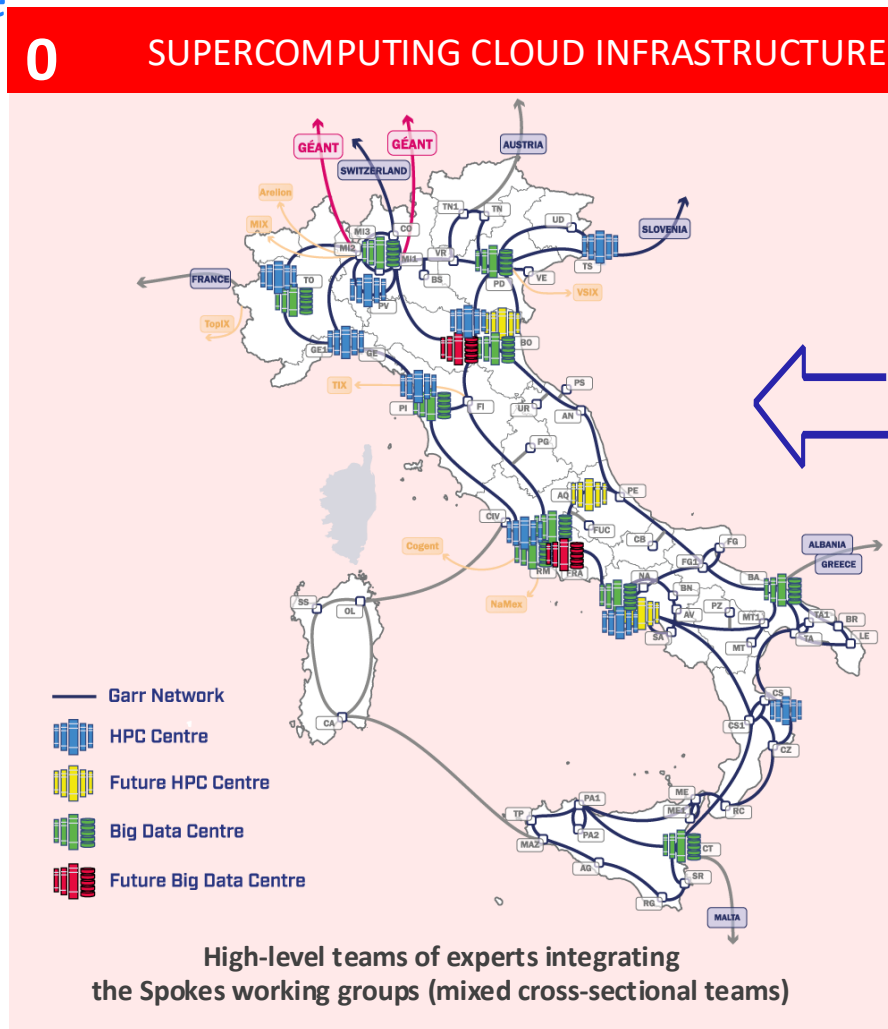 0 SUPERCOMPUTING CLOUD INFRASTRUCTURE
GÉANT
GÉANT
SWITZERLAND
AUSTRIA
Arelion
MIX
MI3
CO
MI2
MI1
TN1
TN
UD
SLOVENIA
TS
VR
BS
PD
VE
VSIX
FRANCE
TO
PV
TopIX
GE1
GE
BO
TIX
PI
FI
PS
UR
AN
PG
AQ
PE
CIV
FUC
CB
FG
Cogent
RM
FRA
FG1
ALBANIA
GREECE
NaMex
NA
BN
AV
BA
PZ
MT1
TA1
BR
SA
MT
TA
LE
SS
OL
CA
CS
CS1
CZ
Garr Network
HPC Centre
Future HPC Centre
Big Data Centre
Future Big Data Centre
ME
ME1
RC
PA1
TP
PA2
MAZ
CT
AG
SR
RG
MALTA
High-level teams of experts integrating
the Spokes working groups (mixed cross-sectional teams)